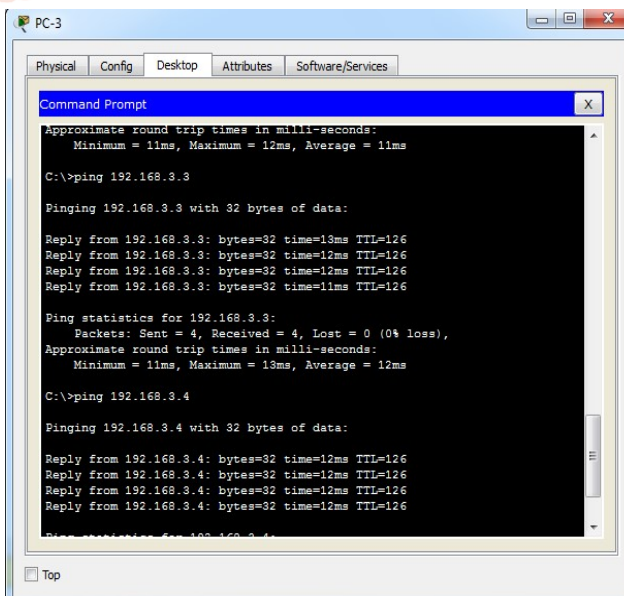 PC-3
X
Physical Config Desktop Attributes Software/Services
Command Prompt X
Approximate round trip times in milli-seconds:
Minimum = 11ms, Maximum = 12ms, Average = 11ms
C:\>ping 192.168.3.3
Pinging 192.168.3.3 with 32 bytes of data:
Reply from 192.168.3.3: bytes=32 time=13ms TTL=126
Reply from 192.168.3.3: bytes=32 time=12ms TTL=126
Reply from 192.168.3.3: bytes=32 time=12ms TTL=126
Reply from 192.168.3.3: bytes=32 time=11ms TTL=126
Ping statistics for 192.168.3.3:
Packets: Sent = 4, Received = 4, Lost = 0 (0% loss),
Approximate round trip times in milli-seconds:
Minimum = 11ms, Maximum = 13ms, Average = 12ms
C:\>ping 192.168.3.4
Pinging 192.168.3.4 with 32 bytes of data:
Reply from 192.168.3.4: bytes=32 time=12ms TTL=126
Reply from 192.168.3.4: bytes=32 time=12ms TTL=126
Reply from 192.168.3.4: bytes=32 time=12ms TTL=126
Reply from 192.168.3.4: bytes=32 time=12ms TTL=126
Ping statistics for 192.168.3.4:
Top